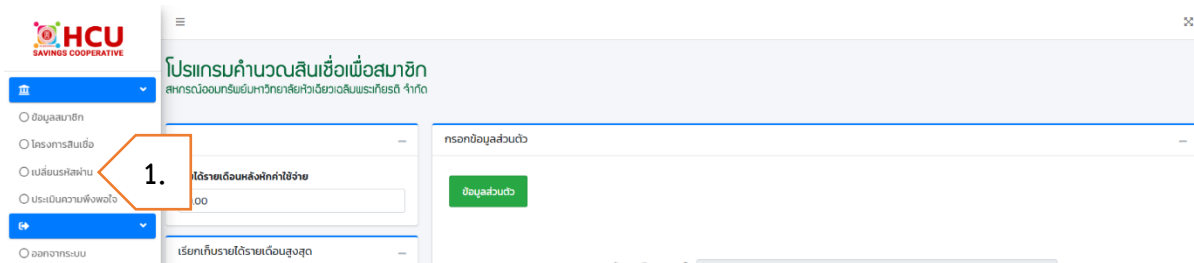 HCU
SAVINGS COOPERATIVE
ข้อมูลสมาชิก
โครงการสินเชื่อ
เปลี่ยนรหัสผ่าน
ประเมินความพึงพอใจ
ออกจากระบบ
1.
โปรแกรมคำนวณสินเชื่อเพื่อสมาชิก
สหกรณ์ออมทรัพย์มหาวิทยาลัยหัวเฉียวเฉลิมพระเกียรติ จำกัด
ได้รายเดือนหลังหักค่าใช้จ่าย
.00
เรียกเก็บรายได้รายเดือนสูงสุด
กรอกข้อมูลส่วนตัว
ข้อมูลส่วนตัว